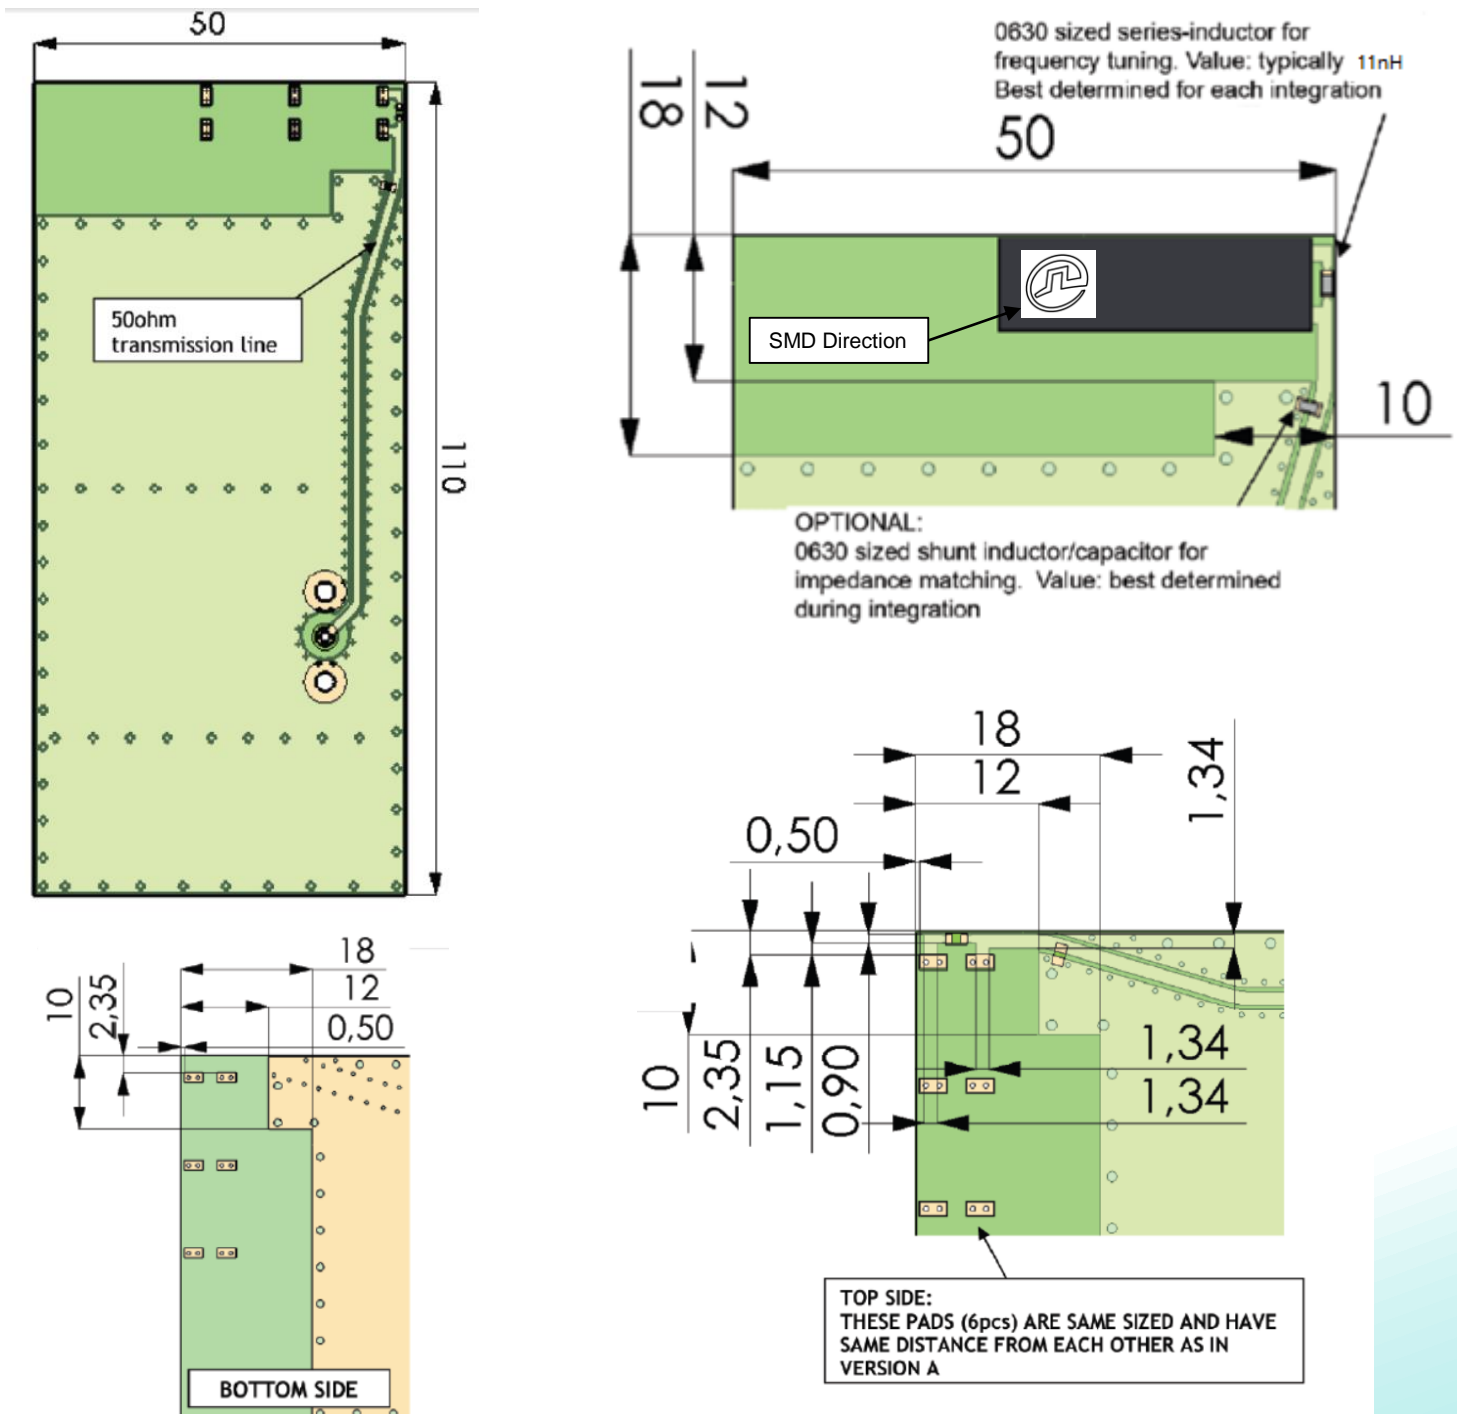 50
50ohm
transmission line
110
0630 sized series-inductor for
frequency tuning. Value: typically 11nH
Best determined for each integration
18
12
50
SMD Direction
10
OPTIONAL:
0630 sized shunt inductor/capacitor for
impedance matching. Value: best determined
during integration
18
12
0,50
10
2,35
BOTTOM SIDE
18
12
1,34
0,50
10
2,35
1,15
0,90
1,34
1,34
TOP SIDE:
THESE PADS (6pcs) ARE SAME SIZED AND HAVE
SAME DISTANCE FROM EACH OTHER AS IN
VERSION A